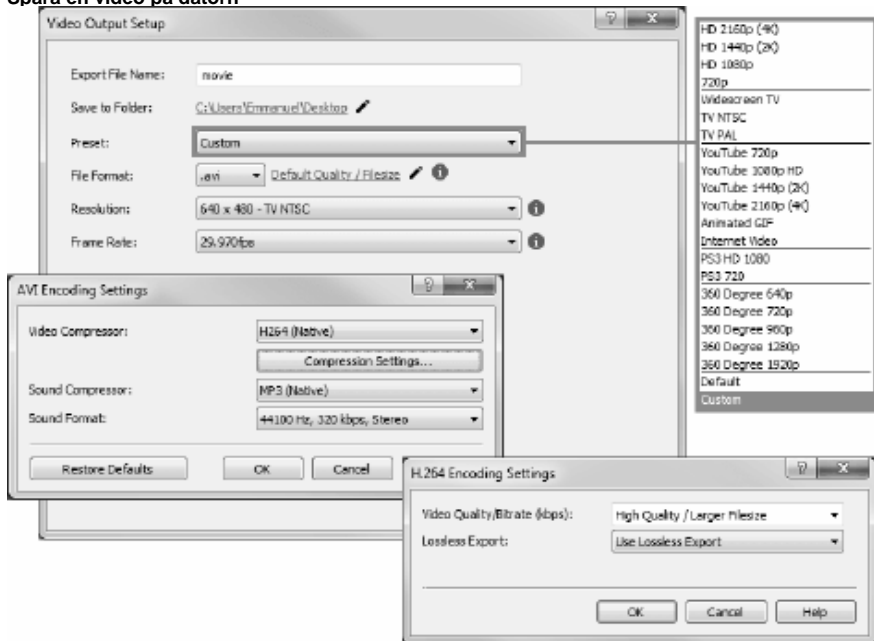 Spara en video på datorn
Video Output Setup
Export File Name: movie
Save to Folder: C:\Users\Emmanuel\Desktop
Preset: Custom
File Format: .avi Default Quality / Filesize
Resolution: 640 x 480 - TV NTSC
Frame Rate: 29.970fps
HD 2160p (4K)
HD 1440p (2K)
HD 1080p
720p
Widescreen TV
TV NTSC
TV PAL
YouTube 720p
YouTube 1080p HD
YouTube 1440p (2K)
YouTube 2160p (4K)
Animated GIF
Internet Video
PS3 HD 1080
PS3 720
360 Degree 640p
360 Degree 720p
360 Degree 960p
360 Degree 1280p
360 Degree 1920p
Default
Custom
AVI Encoding Settings
Video Compressor: H264 (Native)
Compression Settings...
Sound Compressor: MP3 (Native)
Sound Format: 44100 Hz, 320 kbps, Stereo
Restore Defaults OK Cancel
H.264 Encoding Settings
Video Quality/Bitrate (kbps): High Quality / Larger Filesize
Lossless Export: Use Lossless Export
OK Cancel Help